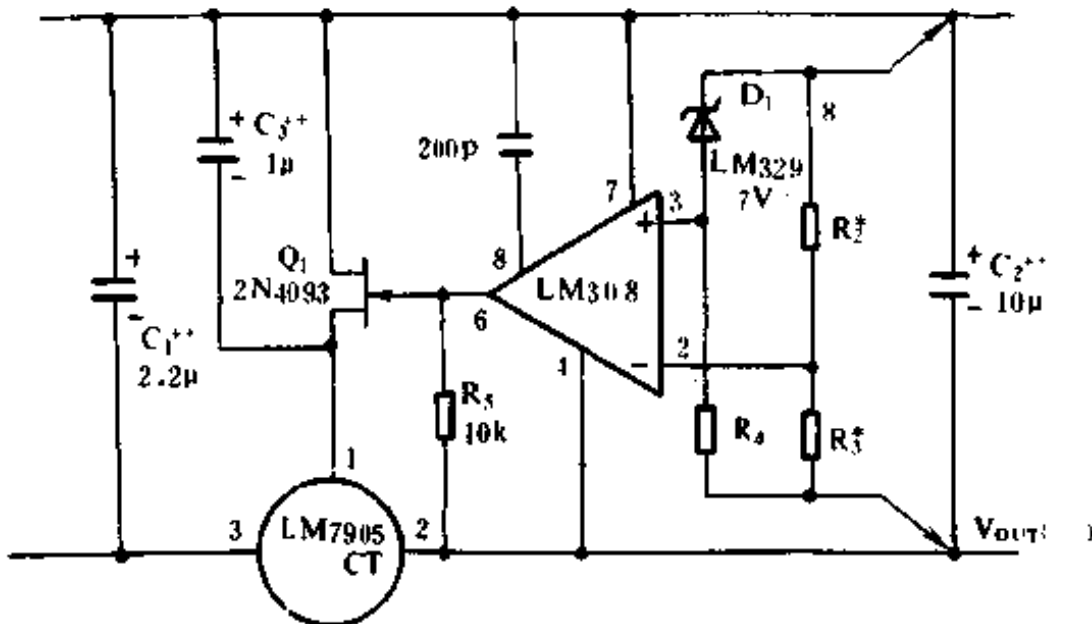 +
C₃⁺⁺
1μ
-
200p
D₁
8
LM329
7V
7
3
+
R₂*
+
C₂⁺⁺
10μ
-
Q₁
2N4093
8
LM308
6
+
-
C₁⁺⁺
2.2μ
4
2
-
R₅
10k
R₄
R₃*
1
3
LM7905
CT
2
V_OUT(
)